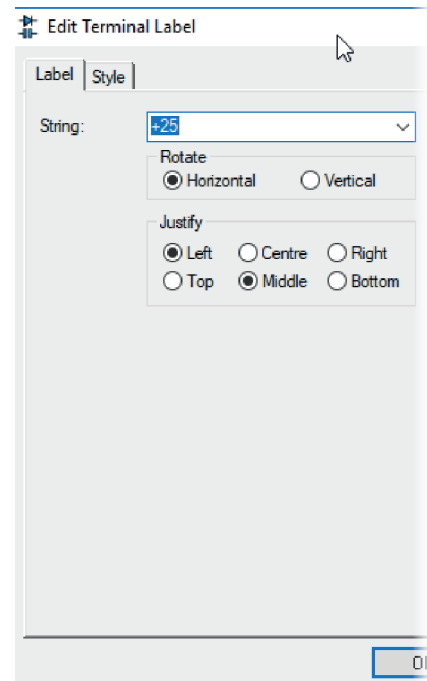 Edit Terminal Label
Label Style
String: +25
Rotate
Horizontal Vertical
Justify
Left Centre Right
Top Middle Bottom